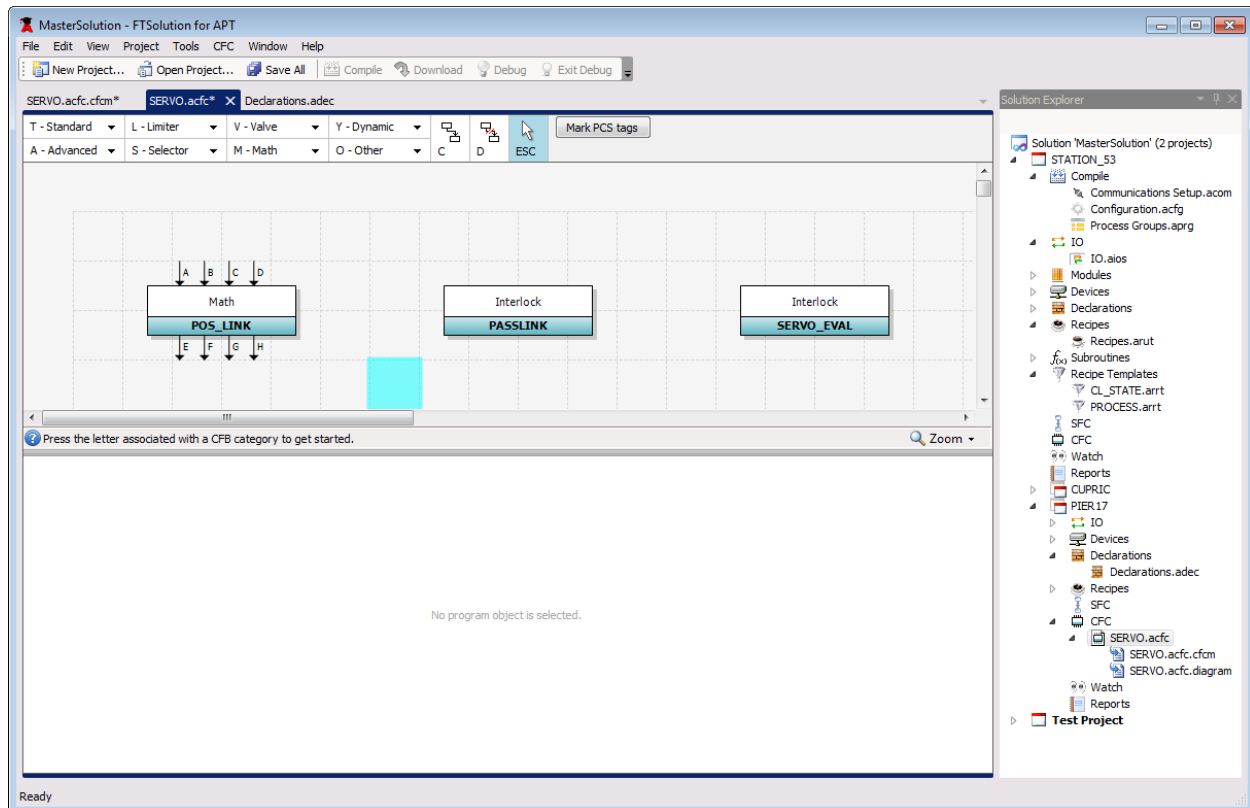 MasterSolution - FTSolution for APT
File Edit View Project Tools CFC Window Help
New Project... Open Project... Save All Compile Download Debug Exit Debug
SERVO.acfc.cfcm* SERVO.acfc* Declarations.adec
T - Standard L - Limiter V - Valve Y - Dynamic
A - Advanced S - Selector M - Math O - Other C D ESC
Mark PCS tags
A B C D
Math
POS_LINK
E F G H
Interlock
PASSLINK
Interlock
SERVO_EVAL
Press the letter associated with a CFB category to get started. Zoom
No program object is selected.
Solution Explorer
Solution 'MasterSolution' (2 projects)
STATION_53
Compile
Communications Setup.acom
Configuration.acfg
Process Groups.aprg
IO
IO.aios
Modules
Devices
Declarations
Recipes
Recipes.arut
f(x) Subroutines
Recipe Templates
CL_STATE.arrt
PROCESS.arrt
SFC
CFC
Watch
Reports
CUPRIC
PIER17
IO
Devices
Declarations
Declarations.adec
Recipes
SFC
CFC
SERVO.acfc
SERVO.acfc.cfcm
SERVO.acfc.diagram
Watch
Reports
Test Project
Ready